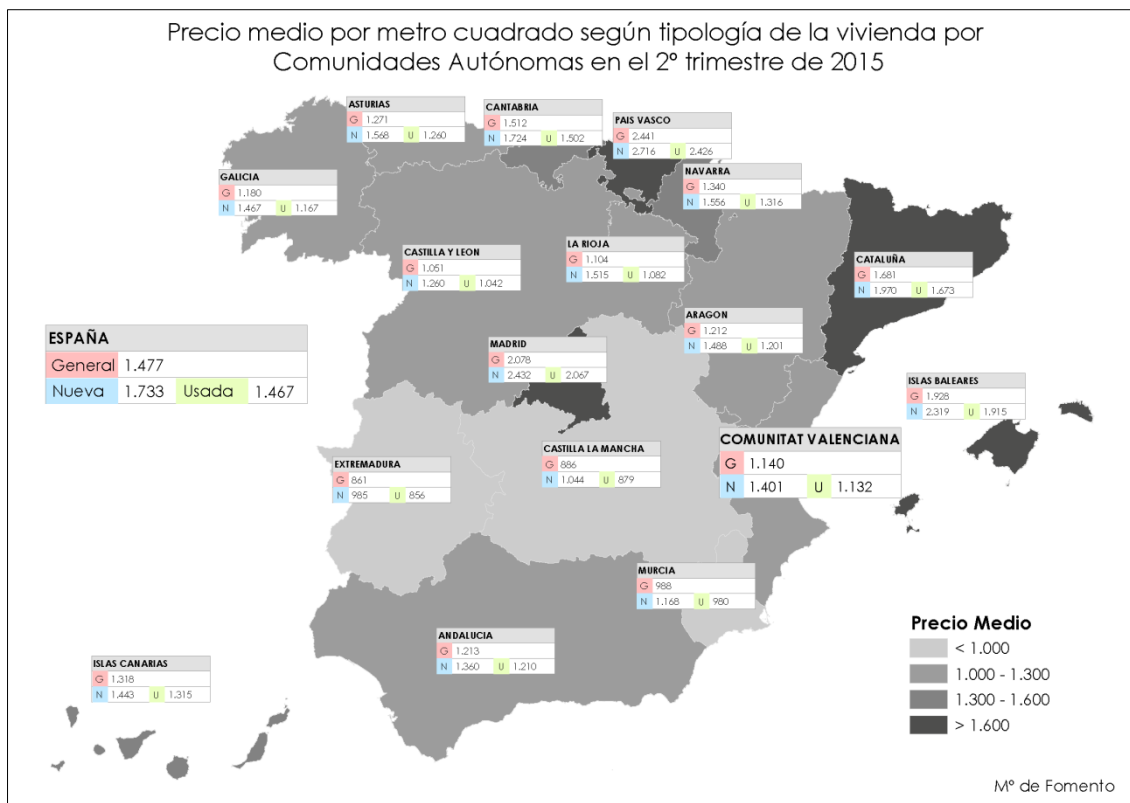 Precio medio por metro cuadrado según tipología de la vivienda por
Comunidades Autónomas en el 2º trimestre de 2015
ASTURIAS
G 1.271
N 1.568 U 1.260
CANTABRIA
G 1.512
N 1.724 U 1.502
PAIS VASCO
G 2.441
N 2.716 U 2.426
GALICIA
G 1.180
N 1.467 U 1.167
NAVARRA
G 1.340
N 1.556 U 1.316
CASTILLA Y LEON
G 1.051
N 1.260 U 1.042
LA RIOJA
G 1.104
N 1.515 U 1.082
CATALUÑA
G 1.681
N 1.970 U 1.673
ARAGON
G 1.212
N 1.488 U 1.201
ESPAÑA
General 1.477
Nueva 1.733 Usada 1.467
MADRID
G 2.078
N 2.432 U 2.067
ISLAS BALEARES
G 1.928
N 2.319 U 1.915
COMUNITAT VALENCIANA
G 1.140
N 1.401 U 1.132
CASTILLA LA MANCHA
G 886
N 1.044 U 879
EXTREMADURA
G 861
N 985 U 856
MURCIA
G 988
N 1.168 U 980
ANDALUCIA
G 1.213
N 1.360 U 1.210
ISLAS CANARIAS
G 1.318
N 1.443 U 1.315
Precio Medio
< 1.000
1.000 - 1.300
1.300 - 1.600
> 1.600
Mº de Fomento